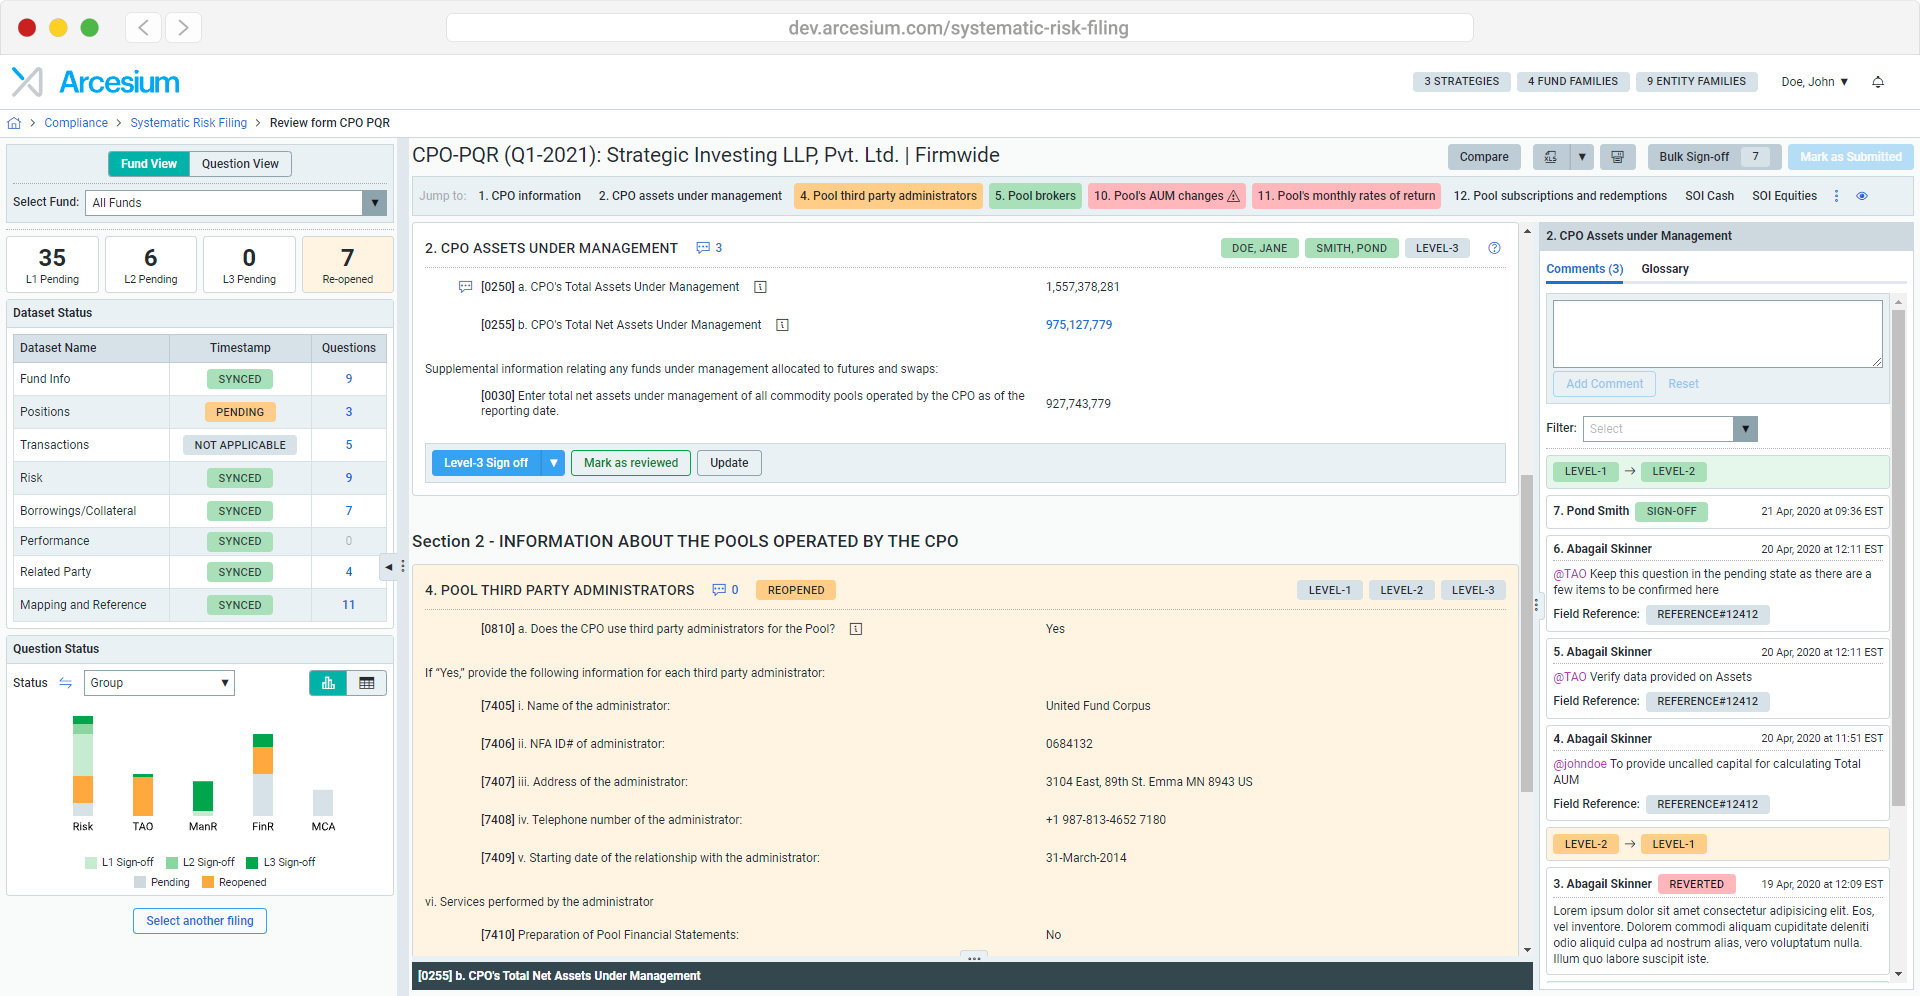 dev.arcesium.com/systematic-risk-filing
Arcesium
3 STRATEGIES
4 FUND FAMILIES
9 ENTITY FAMILIES
Doe, John
Compliance > Systematic Risk Filing > Review form CPO PQR
Fund View
Question View
Select Fund:
All Funds
35
L1 Pending
6
L2 Pending
0
L3 Pending
7
Re-opened
Dataset Status
Dataset Name Timestamp Questions
Fund Info SYNCED 9
Positions PENDING 3
Transactions NOT APPLICABLE 5
Risk SYNCED 9
Borrowings/Collateral SYNCED 7
Performance SYNCED 0
Related Party SYNCED 4
Mapping and Reference SYNCED 11
Question Status
Status
Group
Risk TAO ManR FinR MCA
L1 Sign-off L2 Sign-off L3 Sign-off
Pending Reopened
Select another filing
CPO-PQR (Q1-2021): Strategic Investing LLP, Pvt. Ltd. | Firmwide
Compare
XLS
Bulk Sign-off 7
Mark as Submitted
Jump to: 1. CPO information 2. CPO assets under management 4. Pool third party administrators 5. Pool brokers 10. Pool's AUM changes 11. Pool's monthly rates of return 12. Pool subscriptions and redemptions SOI Cash SOI Equities
2. CPO ASSETS UNDER MANAGEMENT 3
DOE, JANE SMITH, POND LEVEL-3
[0250] a. CPO's Total Assets Under Management 1,557,378,281
[0255] b. CPO's Total Net Assets Under Management 975,127,779
Supplemental information relating any funds under management allocated to futures and swaps:
[0030] Enter total net assets under management of all commodity pools operated by the CPO as of the
reporting date.
927,743,779
Level-3 Sign off
Mark as reviewed
Update
Section 2 - INFORMATION ABOUT THE POOLS OPERATED BY THE CPO
4. POOL THIRD PARTY ADMINISTRATORS 0 REOPENED
LEVEL-1 LEVEL-2 LEVEL-3
[0810] a. Does the CPO use third party administrators for the Pool? Yes
If “Yes,” provide the following information for each third party administrator:
[7405] i. Name of the administrator: United Fund Corpus
[7406] ii. NFA ID# of administrator: 0684132
[7407] iii. Address of the administrator: 3104 East, 89th St. Emma MN 8943 US
[7408] iv. Telephone number of the administrator: +1 987-813-4652 7180
[7409] v. Starting date of the relationship with the administrator: 31-March-2014
vi. Services performed by the administrator
[7410] Preparation of Pool Financial Statements: No
[0255] b. CPO's Total Net Assets Under Management
2. CPO Assets under Management
Comments (3)
Glossary
Add Comment
Reset
Filter:
Select
LEVEL-1 → LEVEL-2
7. Pond Smith SIGN-OFF 21 Apr, 2020 at 09:36 EST
6. Abagail Skinner 20 Apr, 2020 at 12:11 EST
@TAO Keep this question in the pending state as there are a
few items to be confirmed here
Field Reference: REFERENCE#12412
5. Abagail Skinner 20 Apr, 2020 at 12:11 EST
@TAO Verify data provided on Assets
Field Reference: REFERENCE#12412
4. Abagail Skinner 20 Apr, 2020 at 11:51 EST
@johndoe To provide uncalled capital for calculating Total
AUM
Field Reference: REFERENCE#12412
LEVEL-2 → LEVEL-1
3. Abagail Skinner REVERTED 19 Apr, 2020 at 12:09 EST
Lorem ipsum dolor sit amet consectetur adipisicing elit. Eos,
vel inventore. Dolorem commodi aliquam cupiditate deleniti
odio aliquid culpa ad nostrum alias, vero voluptatum nulla.
Illum quo labore suscipit iste.